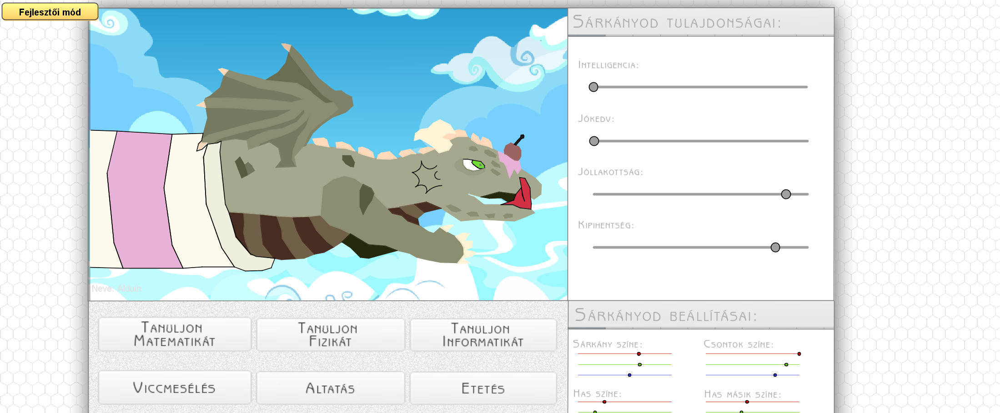 Fejlesztői mód
Sárkányod tulajdonságai:
Intelligencia:
Jókedv:
Jóllakottság:
Kipihentség:
Neve: Alduin
Sárkányod beállításai:
Tanuljon
Matematikát
Tanuljon
Fizikát
Tanuljon
Informatikát
Sárkány színe:
Csontok színe:
Viccmesélés
Altatás
Etetés
Has színe:
Has másik színe: